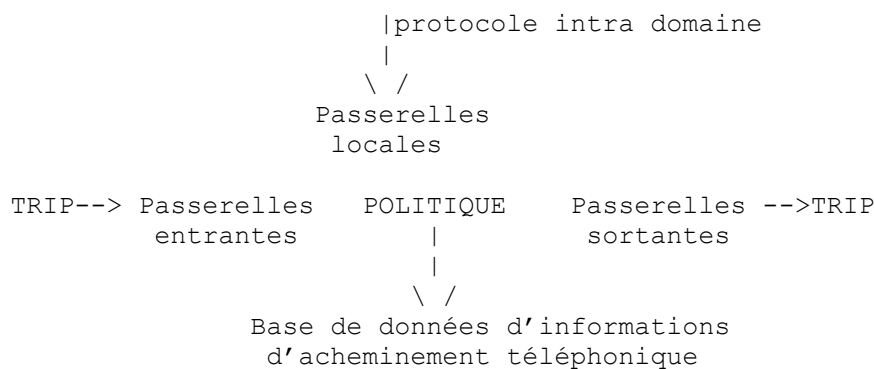 |protocole intra domaine
|
\ /
Passerelles
locales
TRIP--> Passerelles POLITIQUE Passerelles -->TRIP
entrantes | sortantes
|
\ /
Base de données d’informations
d’acheminement téléphonique